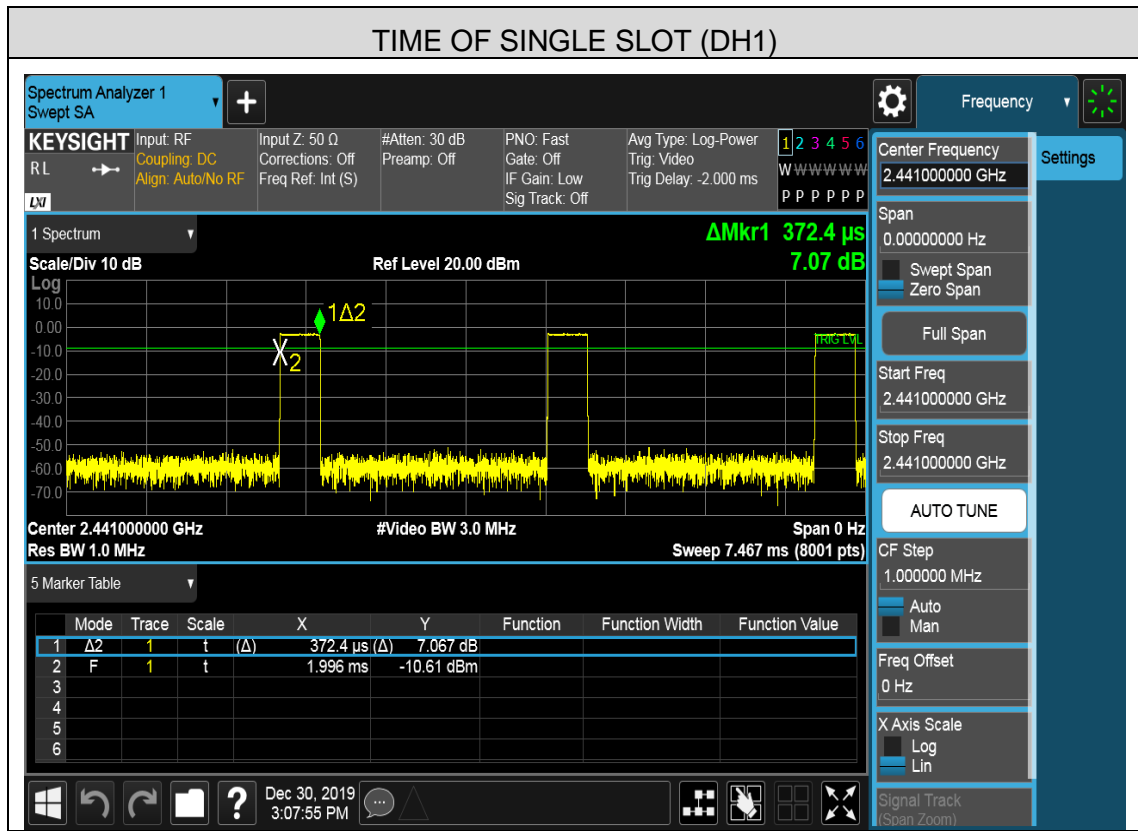 TIME OF SINGLE SLOT (DH1)
Spectrum Analyzer 1
Swept SA
+
Frequency
KEYSIGHT
RL
LXI
Input: RF
Coupling: DC
Align: Auto/No RF
Input Z: 50 Ω
Corrections: Off
Freq Ref: Int (S)
#Atten: 30 dB
Preamp: Off
PNO: Fast
Gate: Off
IF Gain: Low
Sig Track: Off
Avg Type: Log-Power
Trig: Video
Trig Delay: -2.000 ms
1 2 3 4 5 6
W W W W W W
P P P P P P
Center Frequency
2.441000000 GHz
Settings
Span
0.00000000 Hz
Swept Span
Zero Span
Full Span
Start Freq
2.441000000 GHz
Stop Freq
2.441000000 GHz
AUTO TUNE
CF Step
1.000000 MHz
Auto
Man
Freq Offset
0 Hz
X Axis Scale
Log
Lin
Signal Track
(Span Zoom)
1 Spectrum
ΔMkr1 372.4 µs
7.07 dB
Scale/Div 10 dB
Ref Level 20.00 dBm
Log
10.0
0.00
-10.0
-20.0
-30.0
-40.0
-50.0
-60.0
-70.0
1Δ2
X2
TRIG LVL
Center 2.441000000 GHz
#Video BW 3.0 MHz
Span 0 Hz
Res BW 1.0 MHz
Sweep 7.467 ms (8001 pts)
5 Marker Table
Mode Trace Scale X Y Function Function Width Function Value
1 Δ2 1 t (Δ) 372.4 µs (Δ) 7.067 dB
2 F 1 t 1.996 ms -10.61 dBm
3
4
5
6
?
Dec 30, 2019
3:07:55 PM